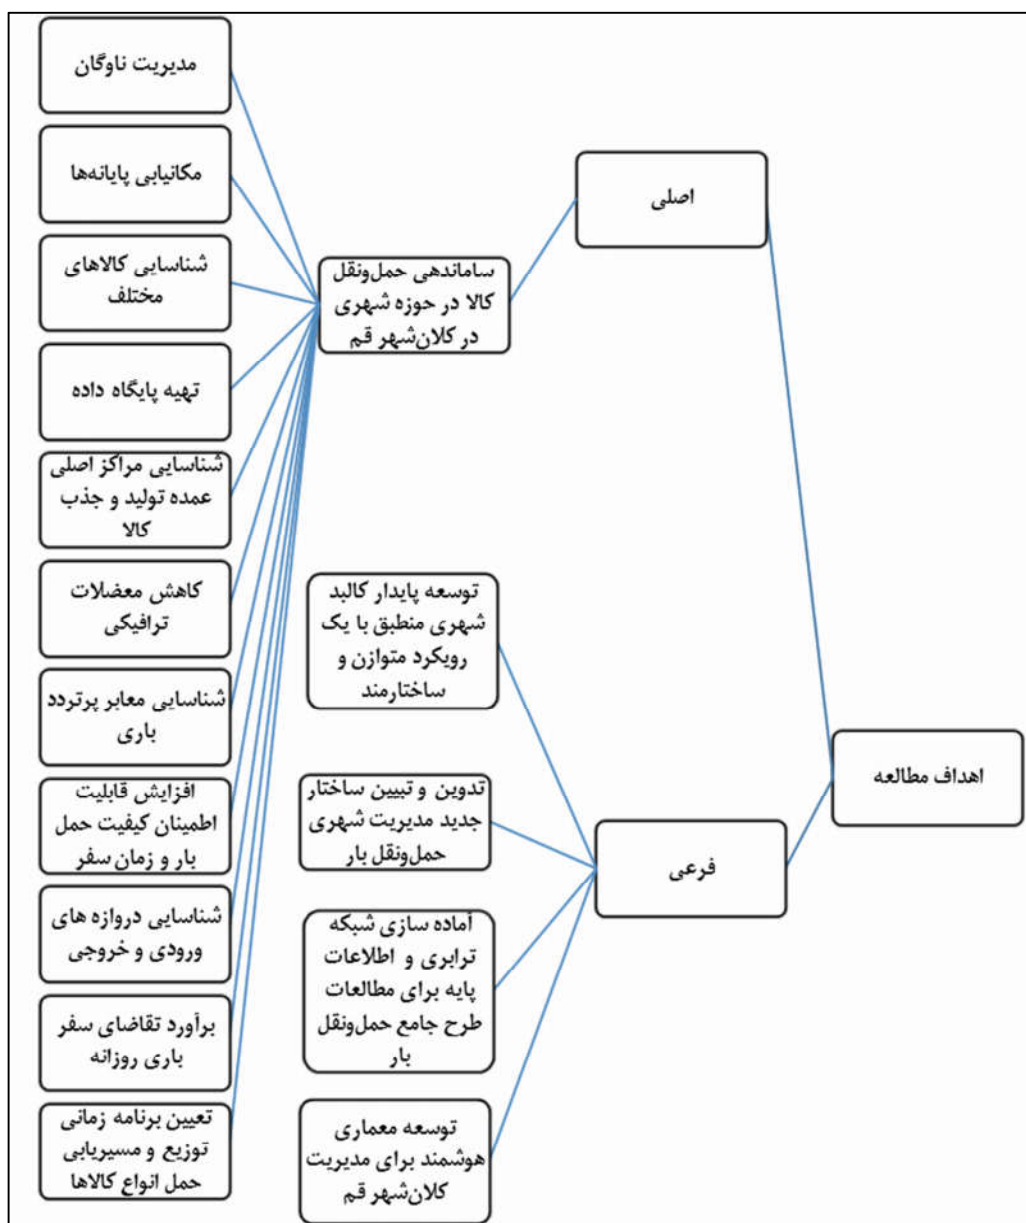 اهداف مطالعه
اصلی
ساماندهی حمل‌ونقل
کالا در حوزه شهری
در کلان‌شهر قم
مدیریت ناوگان
مکانیابی پایانه‌ها
شناسایی کالاهای
مختلف
تهیه پایگاه داده
شناسایی مراکز اصلی
عمده تولید و جذب
کالا
کاهش معضلات
ترافیکی
شناسایی معابر پرتردد
باری
افزایش قابلیت
اطمینان کیفیت حمل
بار و زمان سفر
شناسایی دروازه های
ورودی و خروجی
برآورد تقاضای سفر
باری روزانه
تعیین برنامه زمانی
توزیع و مسیریابی
حمل انواع کالاها
فرعی
توسعه پایدار کالبد
شهری منطبق با یک
رویکرد متوازن و
ساختارمند
تدوین و تبیین ساختار
جدید مدیریت شهری
حمل‌ونقل بار
آماده سازی شبکه
ترابری و اطلاعات
پایه برای مطالعات
طرح جامع حمل‌ونقل
بار
توسعه معماری
هوشمند برای مدیریت
کلان‌شهر قم